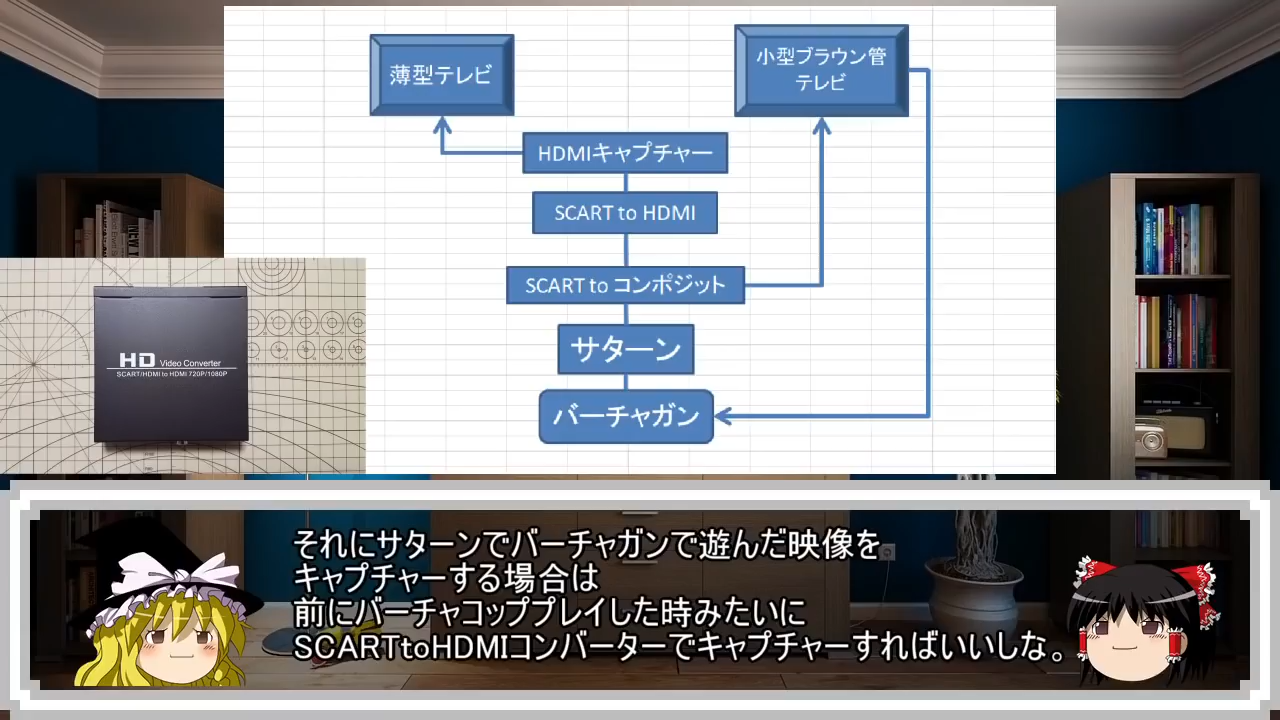 薄型テレビ
小型ブラウン管
テレビ
HDMIキャプチャー
SCART to HDMI
SCART to コンポジット
サターン
バーチャガン
HD Video Converter
SCART/HDMI to HDMI 720P/1080P
それにサターンでバーチャガンで遊んだ映像を
キャプチャーする場合は
前にバーチャコッププレイした時みたいに
SCARTtoHDMIコンバーターでキャプチャーすればいいしな。